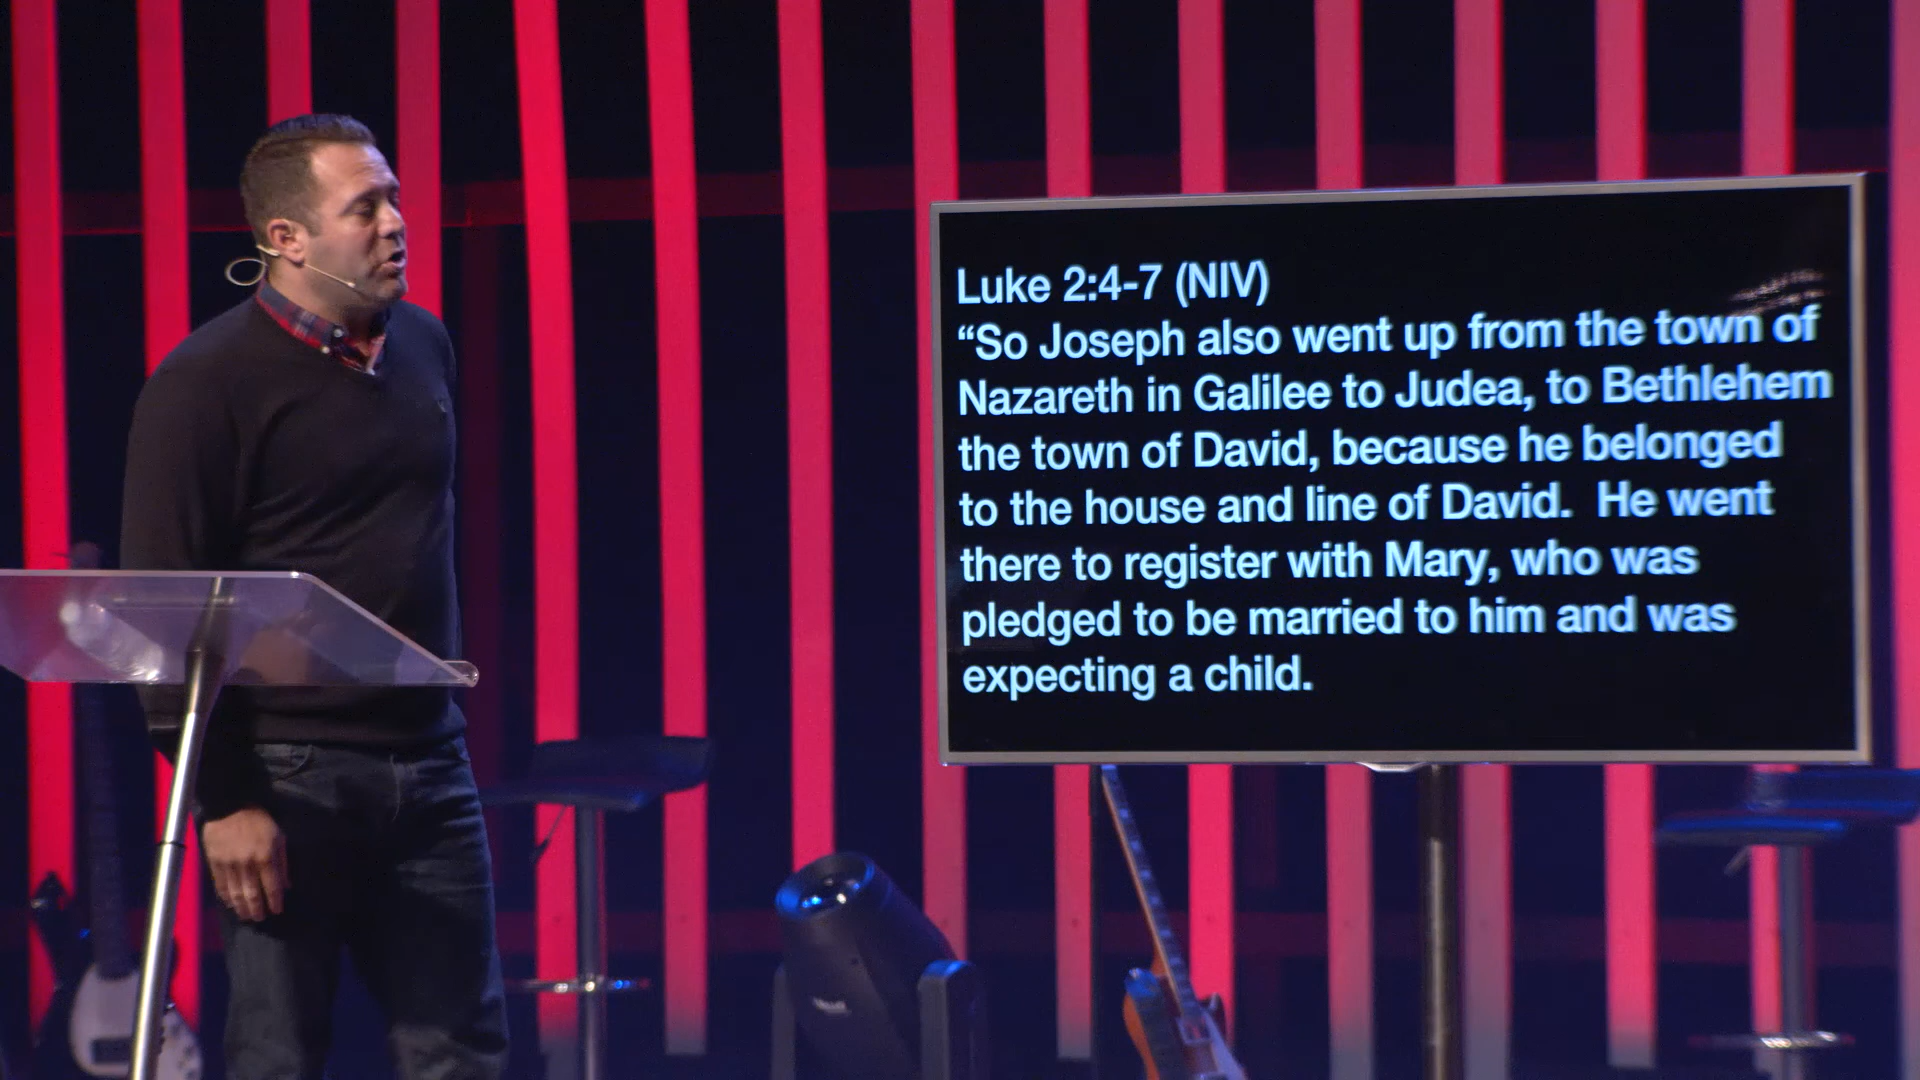 Luke 2:4-7 (NIV)
“So Joseph also went up from the town of
Nazareth in Galilee to Judea, to Bethlehem
the town of David, because he belonged
to the house and line of David.  He went
there to register with Mary, who was
pledged to be married to him and was
expecting a child.